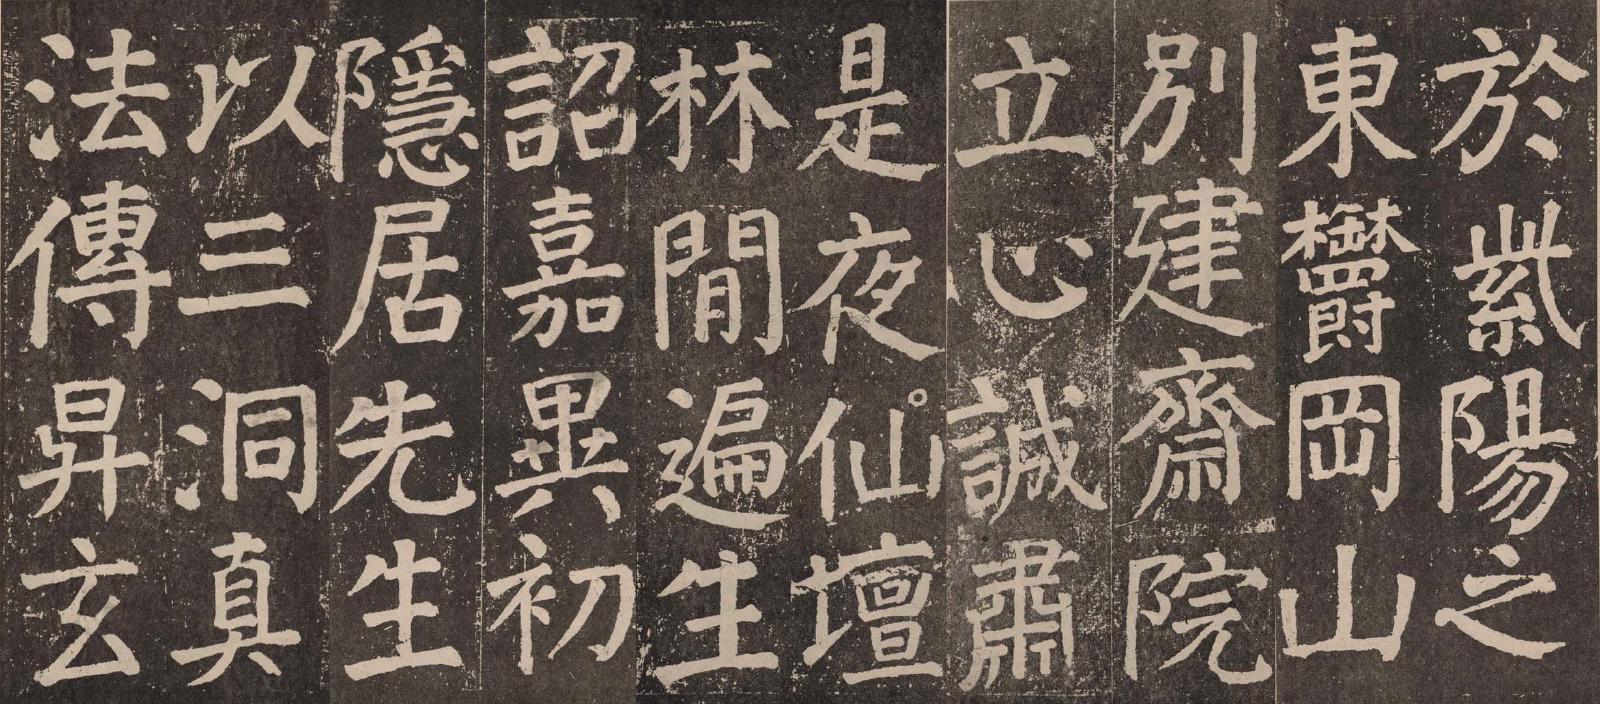 於紫陽之
東欝岡山
別建齋院
立心誠肅
是夜仙壇
林間遍生
詔嘉異初
隱居先生
以三洞真
法傳昇玄